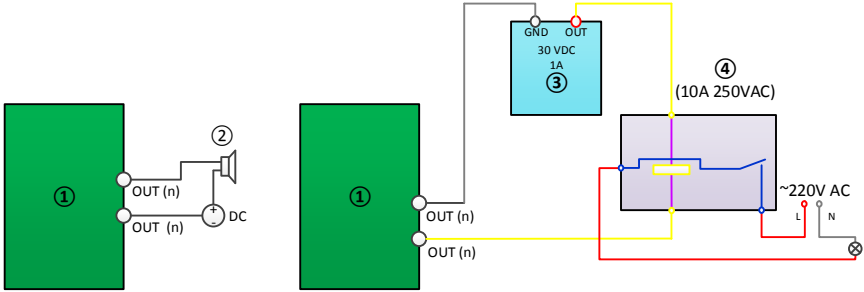 ①
②
OUT (n)
+
-
DC
OUT (n)
①
OUT (n)
OUT (n)
GND OUT
30 VDC
1A
③
④
(10A 250VAC)
~220V AC
L N